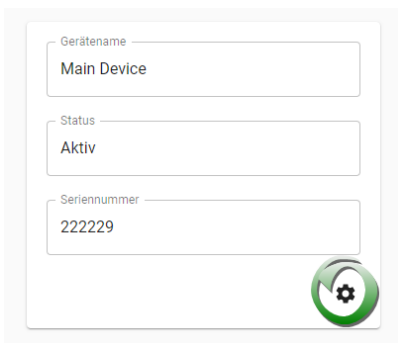 Gerätename
Main Device
Status
Aktiv
Seriennummer
222229